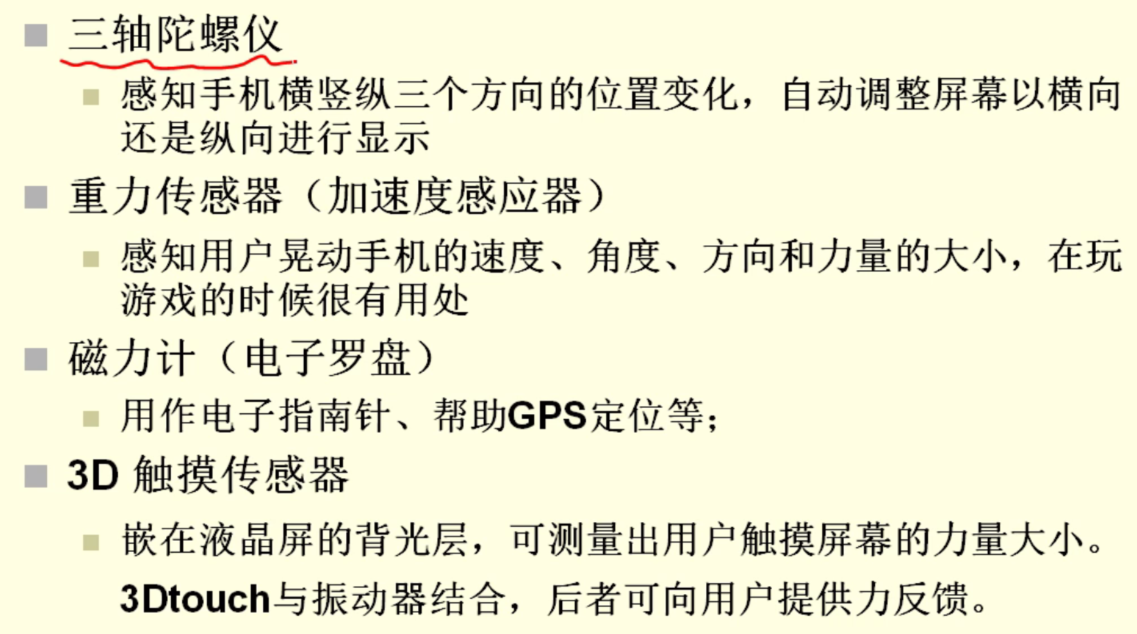 三轴陀螺仪
感知手机横竖纵三个方向的位置变化，自动调整屏幕以横向
还是纵向进行显示
重力传感器（加速度感应器）
感知用户晃动手机的速度、角度、方向和力量的大小，在玩
游戏的时候很有用处
磁力计（电子罗盘）
用作电子指南针、帮助GPS定位等；
3D 触摸传感器
嵌在液晶屏的背光层，可测量出用户触摸屏幕的力量大小。
3Dtouch与振动器结合，后者可向用户提供力反馈。